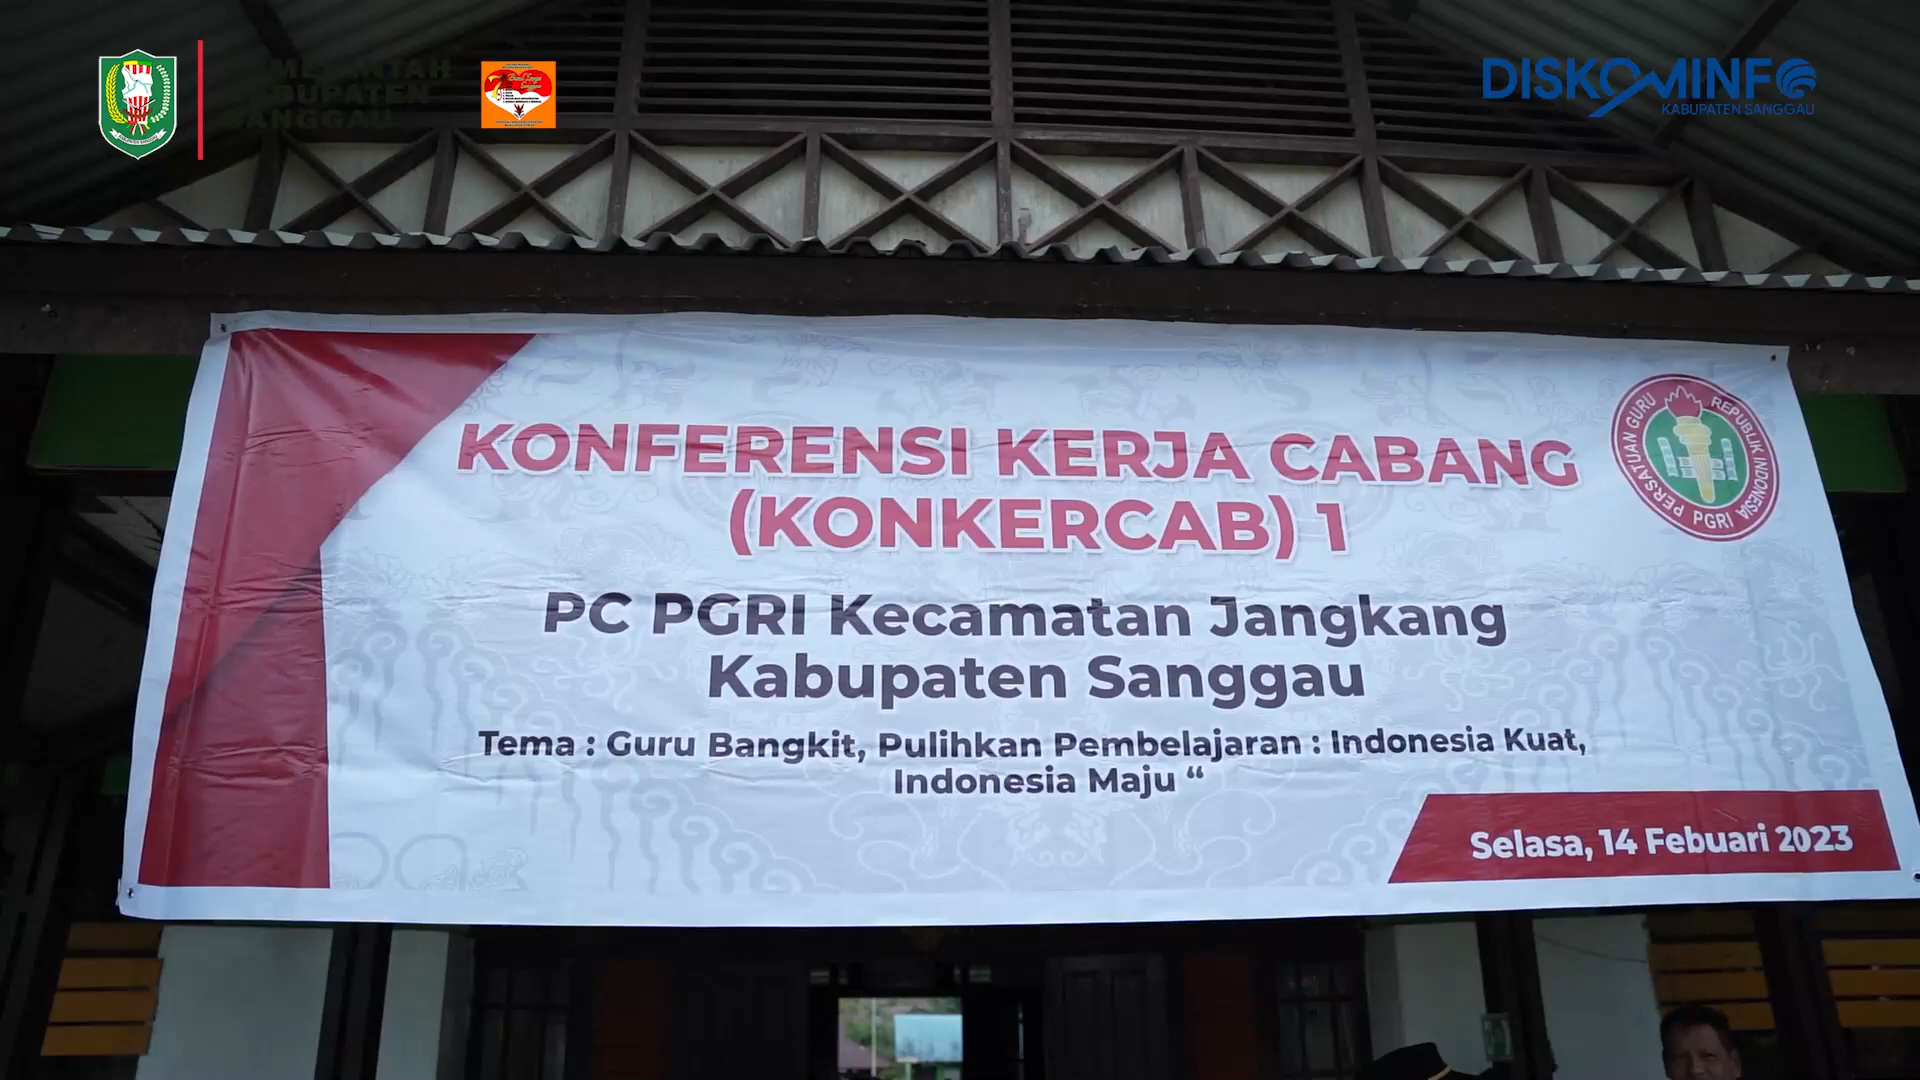 DISKOMINFO
KABUPATEN SANGGAU
KONFERENSI KERJA CABANG
(KONKERCAB) 1
PERSATUAN GURU REPUBLIK INDONESIA
PGRI
PC PGRI Kecamatan Jangkang
Kabupaten Sanggau
Tema : Guru Bangkit, Pulihkan Pembelajaran : Indonesia Kuat,
Indonesia Maju “
Selasa, 14 Febuari 2023